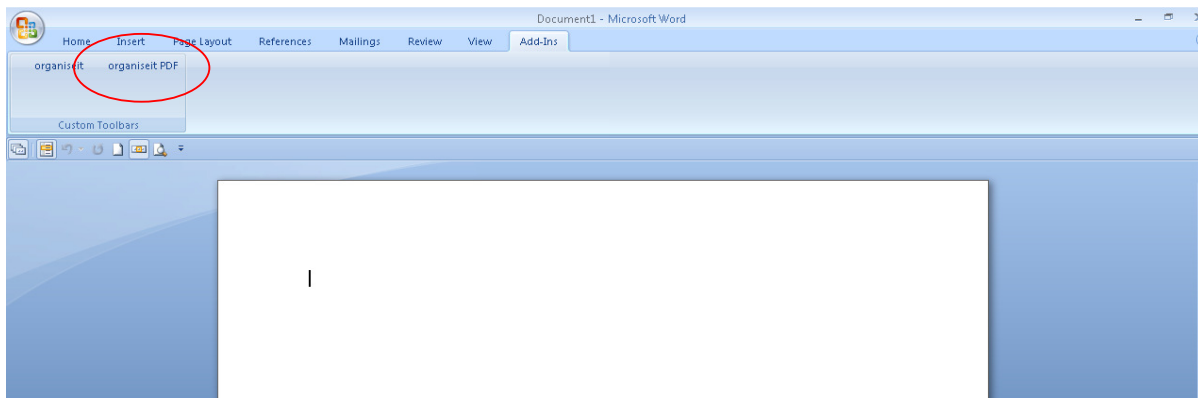 Document1 - Microsoft Word
Home Insert Page Layout References Mailings Review View Add-Ins
organiseit organiseit PDF
Custom Toolbars